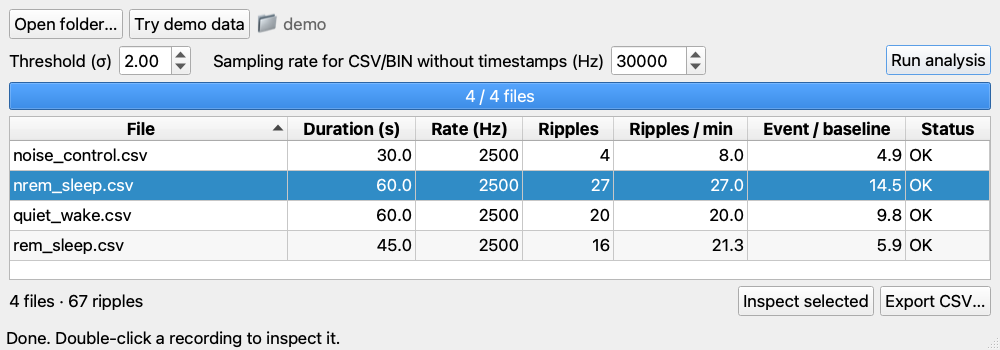 Open folder... Try demo data demo
Threshold (σ) 2.00 Sampling rate for CSV/BIN without timestamps (Hz) 30000 Run analysis
4 / 4 files
File Duration (s) Rate (Hz) Ripples Ripples / min Event / baseline Status
noise_control.csv 30.0 2500 4 8.0 4.9 OK
nrem_sleep.csv 60.0 2500 27 27.0 14.5 OK
quiet_wake.csv 60.0 2500 20 20.0 9.8 OK
rem_sleep.csv 45.0 2500 16 21.3 5.9 OK
4 files · 67 ripples Inspect selected Export CSV...
Done. Double-click a recording to inspect it.